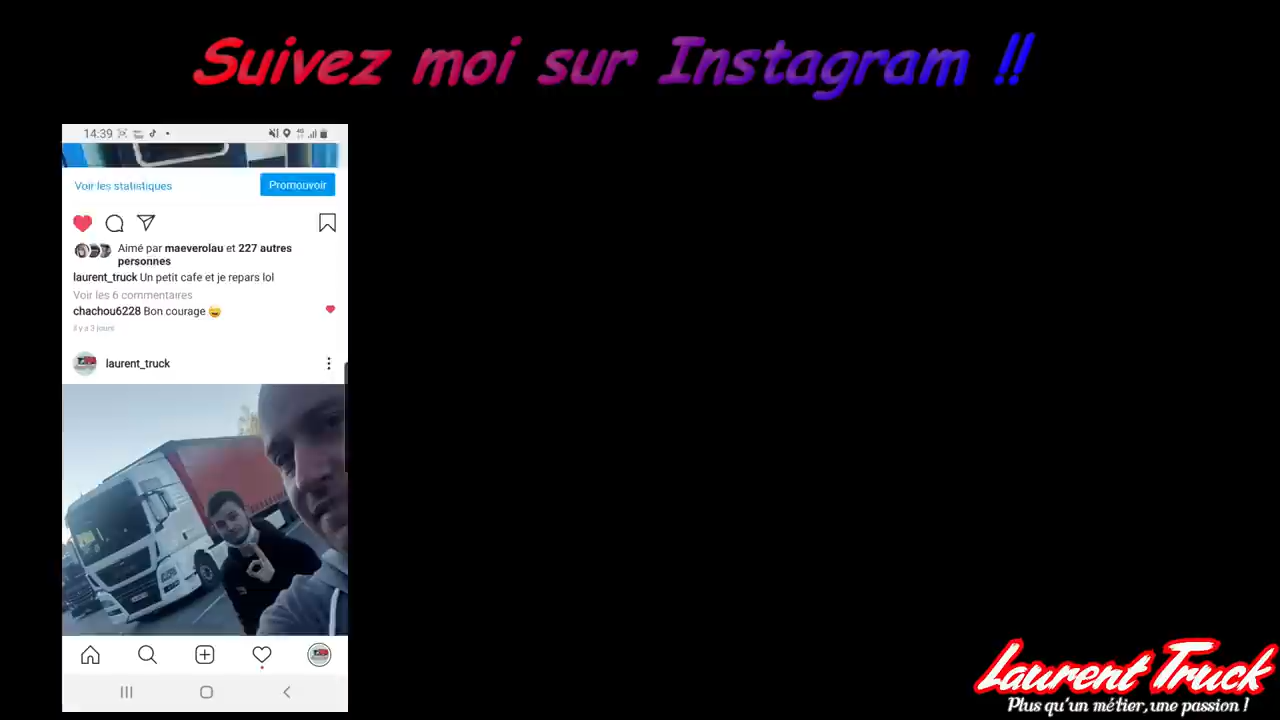 Suivez moi sur Instagram !!
14:39
Voir les statistiques
Promouvoir
Aimé par maeverolau et 227 autres
personnes
laurent_truck Un petit cafe et je repars lol
Voir les 6 commentaires
chachou6228 Bon courage 😅
il y a 3 jours
laurent_truck
Laurent Truck
Plus qu'un métier, une passion !